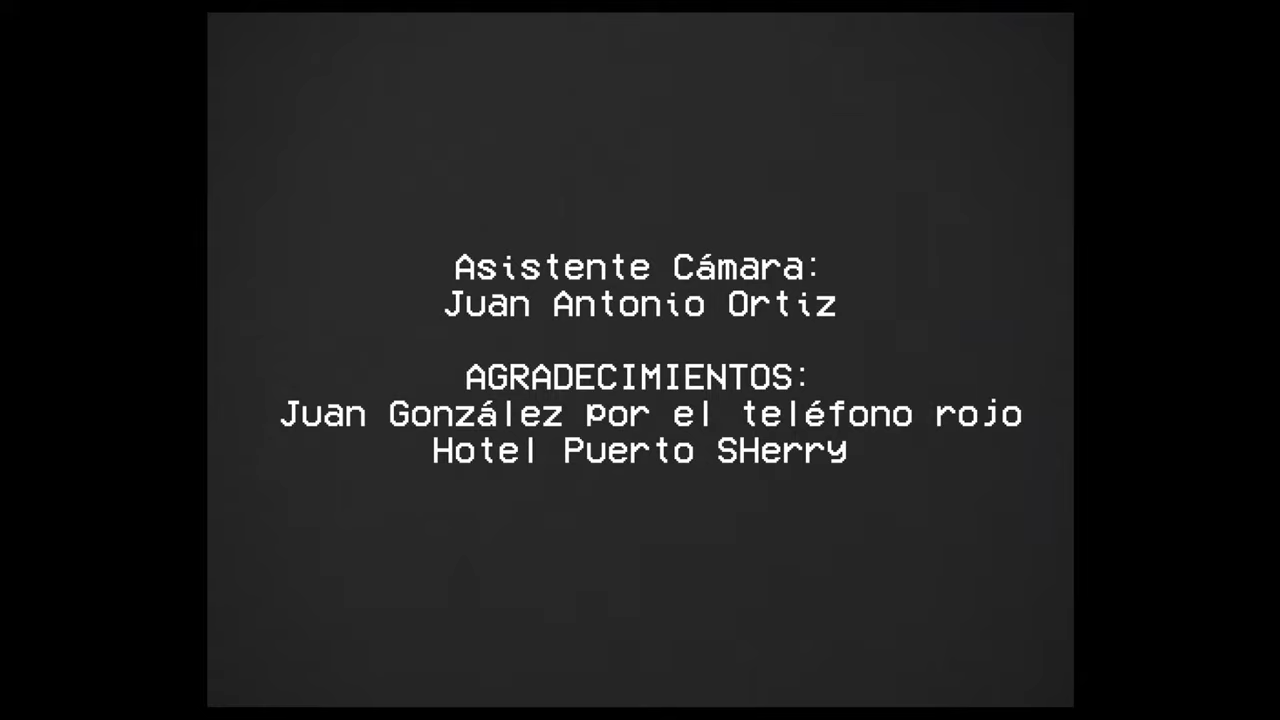 Asistente Cámara:
Juan Antonio Ortiz
AGRADECIMIENTOS:
Juan González por el teléfono rojo
Hotel Puerto SHerry